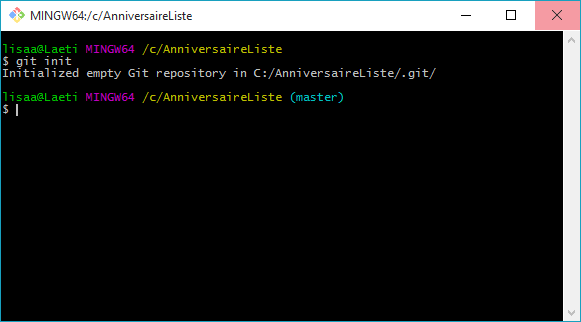 MINGW64:/c/AnniversaireListe
lisaa@Laeti MINGW64 /c/AnniversaireListe
$ git init
Initialized empty Git repository in C:/AnniversaireListe/.git/
lisaa@Laeti MINGW64 /c/AnniversaireListe (master)
$